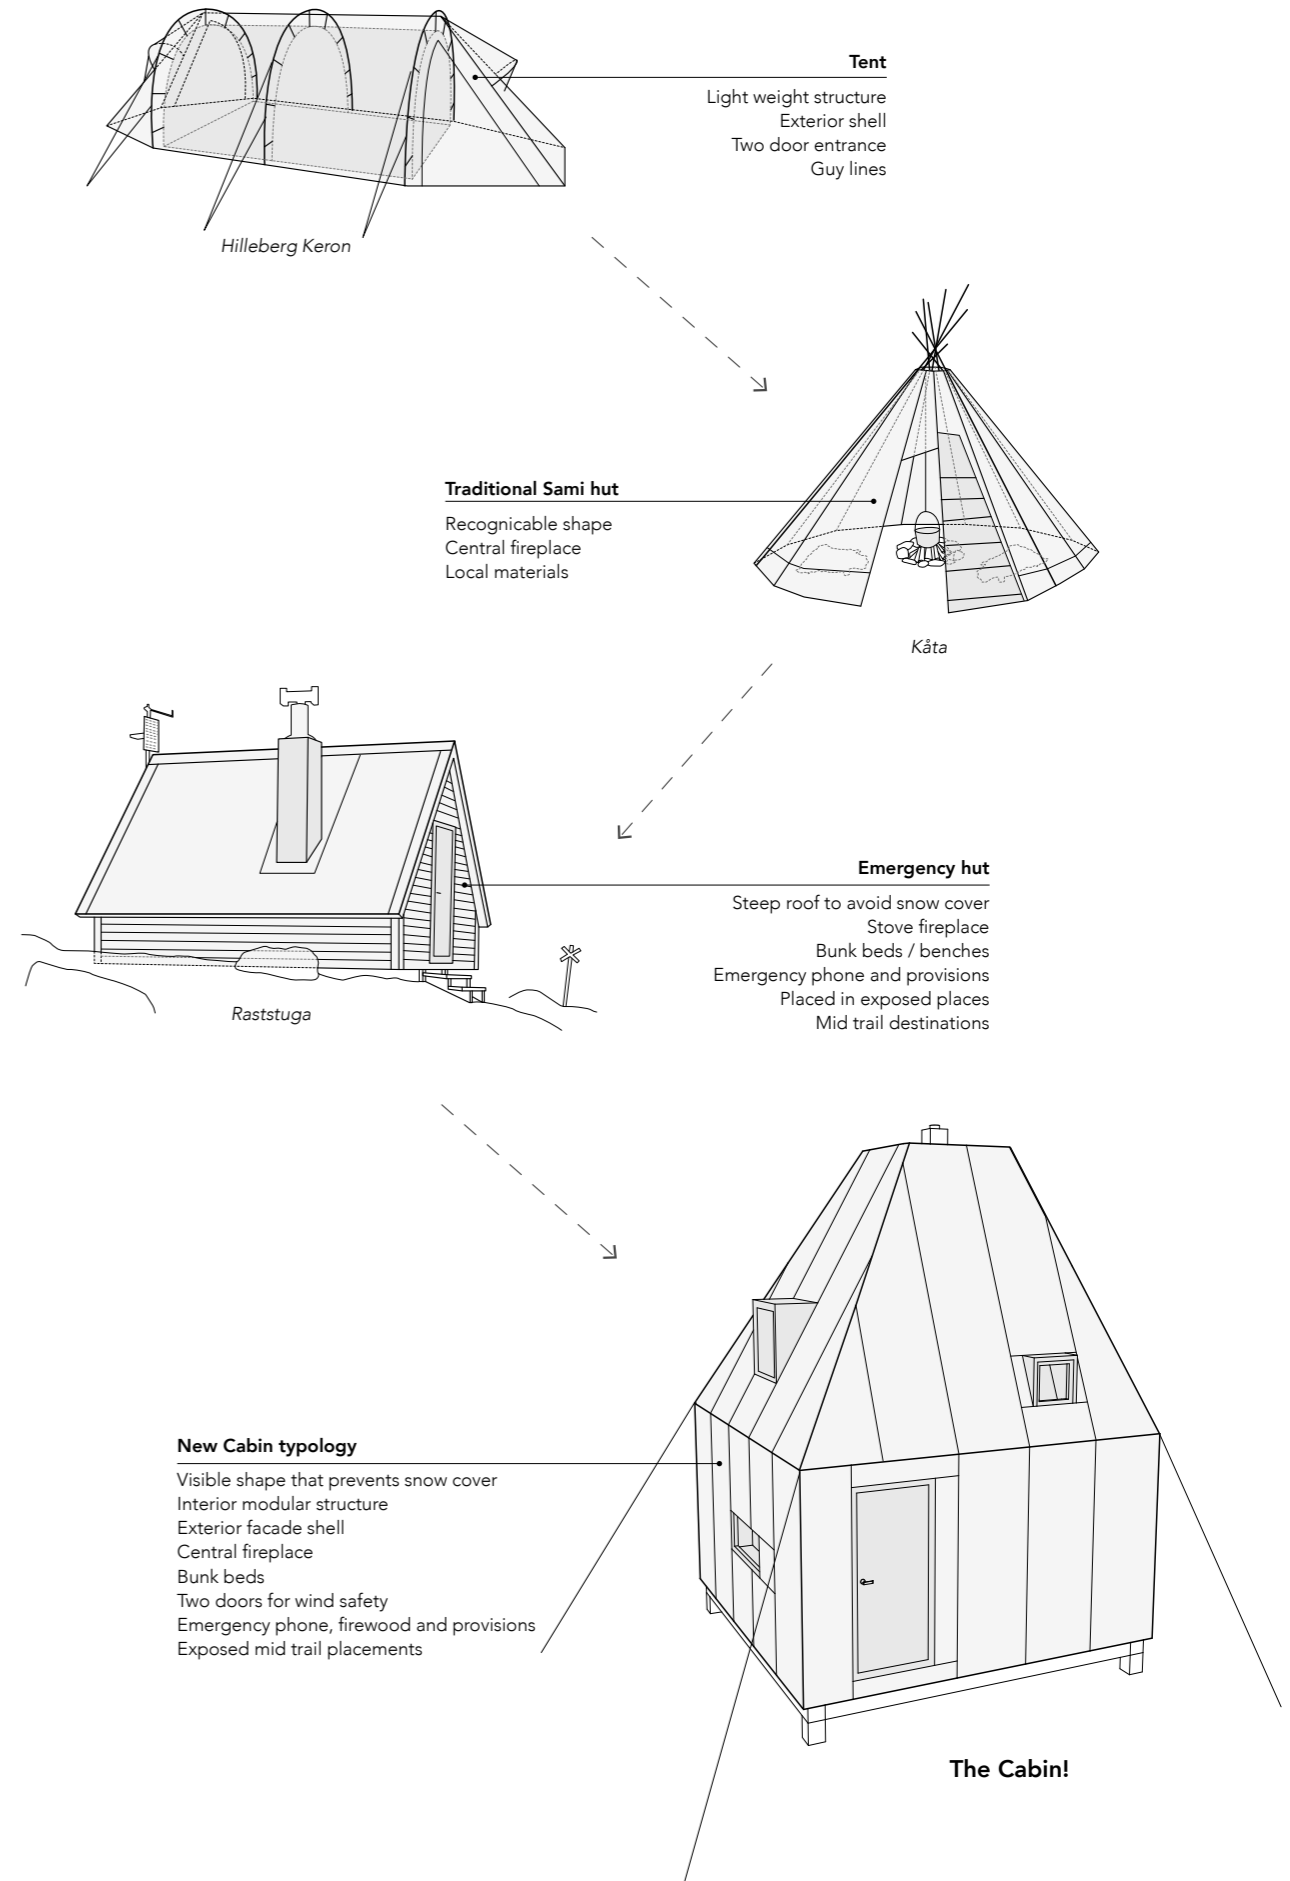 Tent
Light weight structure
Exterior shell
Two door entrance
Guy lines
Hilleberg Keron
Traditional Sami hut
Recognicable shape
Central fireplace
Local materials
Kåta
Emergency hut
Steep roof to avoid snow cover
Stove fireplace
Bunk beds / benches
Emergency phone and provisions
Placed in exposed places
Mid trail destinations
Raststuga
New Cabin typology
Visible shape that prevents snow cover
Interior modular structure
Exterior facade shell
Central fireplace
Bunk beds
Two doors for wind safety
Emergency phone, firewood and provisions
Exposed mid trail placements
The Cabin!